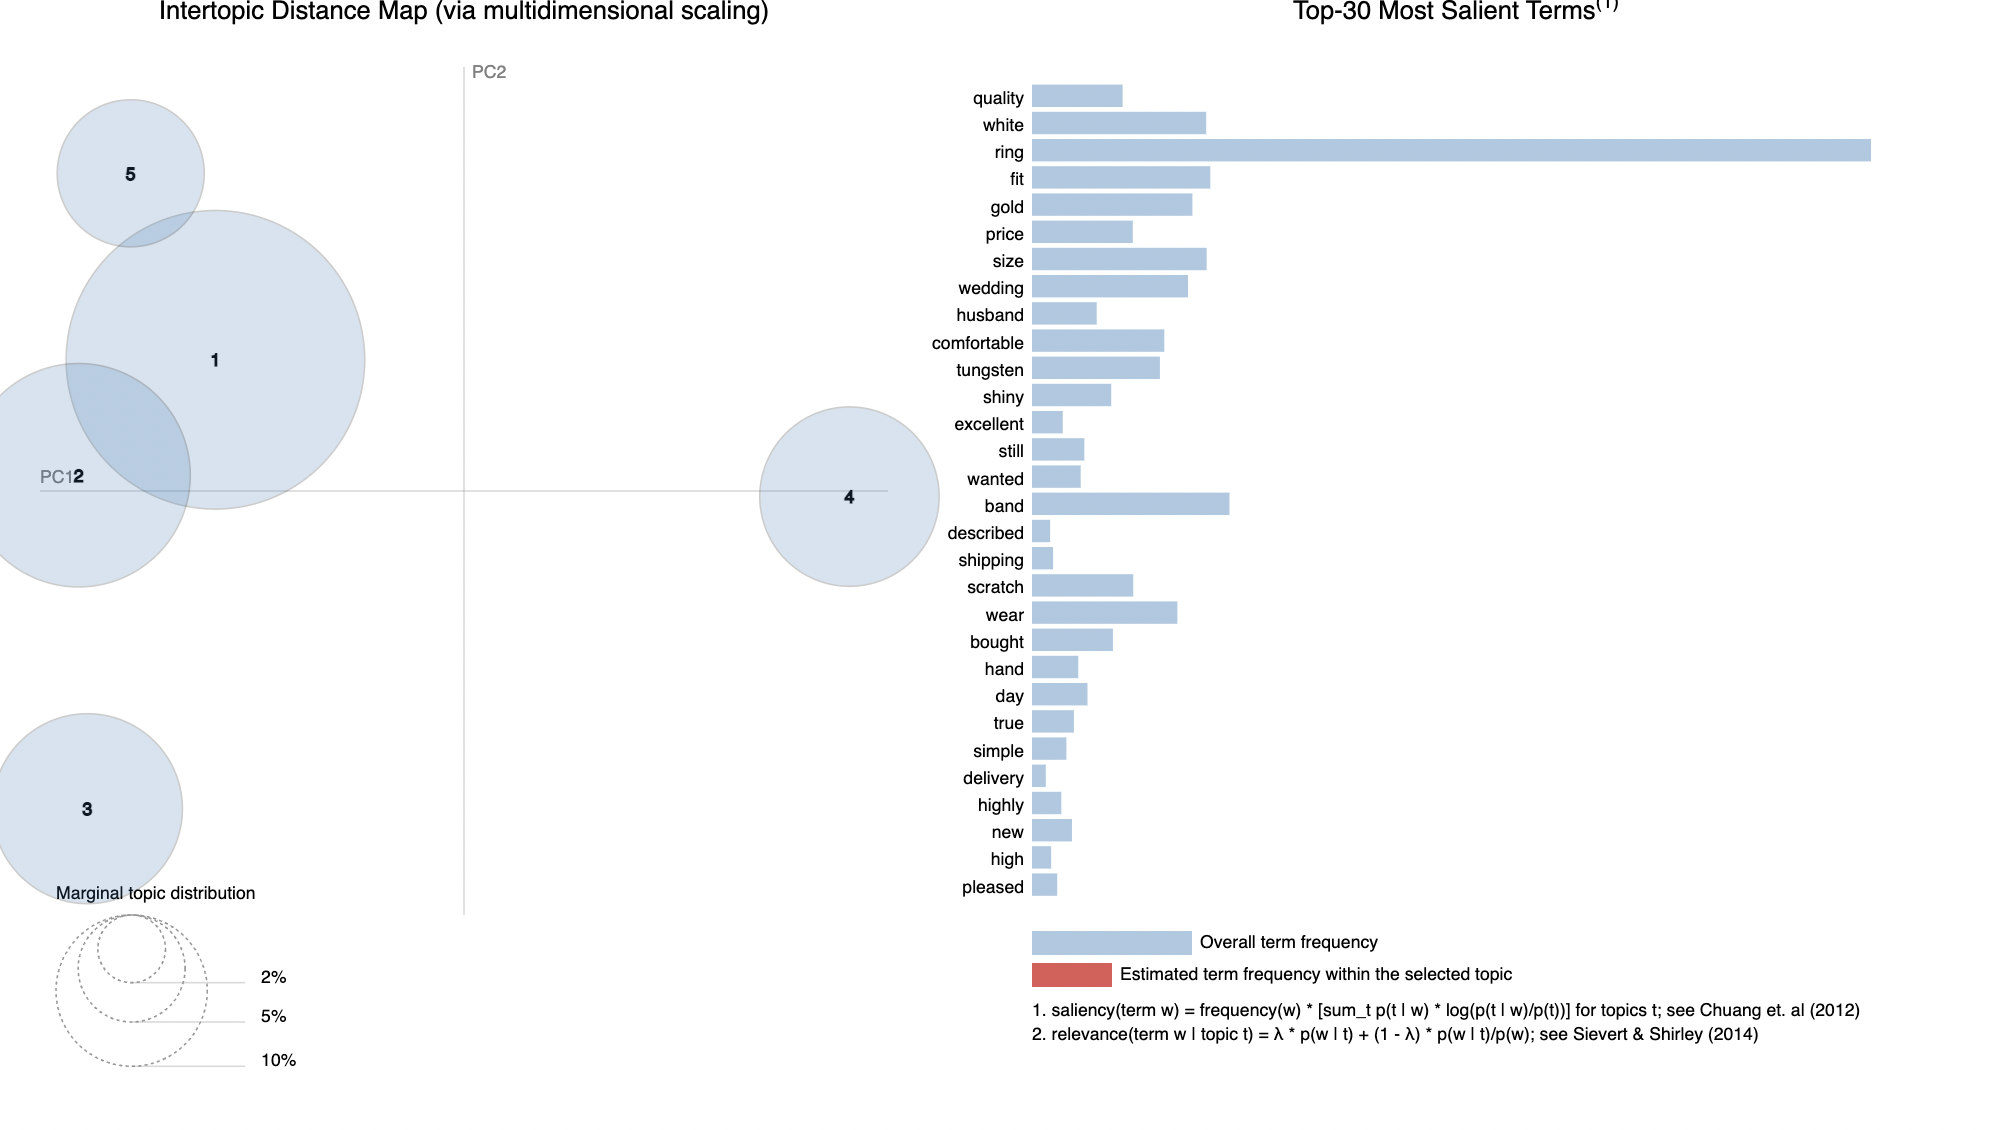 Intertopic Distance Map (via multidimensional scaling)
PC2
5
1
PC1
2
4
3
Marginal topic distribution
2%
5%
10%
Top-30 Most Salient Terms(1)
quality
white
ring
fit
gold
price
size
wedding
husband
comfortable
tungsten
shiny
excellent
still
wanted
band
described
shipping
scratch
wear
bought
hand
day
true
simple
delivery
highly
new
high
pleased
Overall term frequency
Estimated term frequency within the selected topic
1. saliency(term w) = frequency(w) * [sum_t p(t | w) * log(p(t | w)/p(t))] for topics t; see Chuang et. al (2012)
2. relevance(term w | topic t) = λ * p(w | t) + (1 - λ) * p(w | t)/p(w); see Sievert & Shirley (2014)